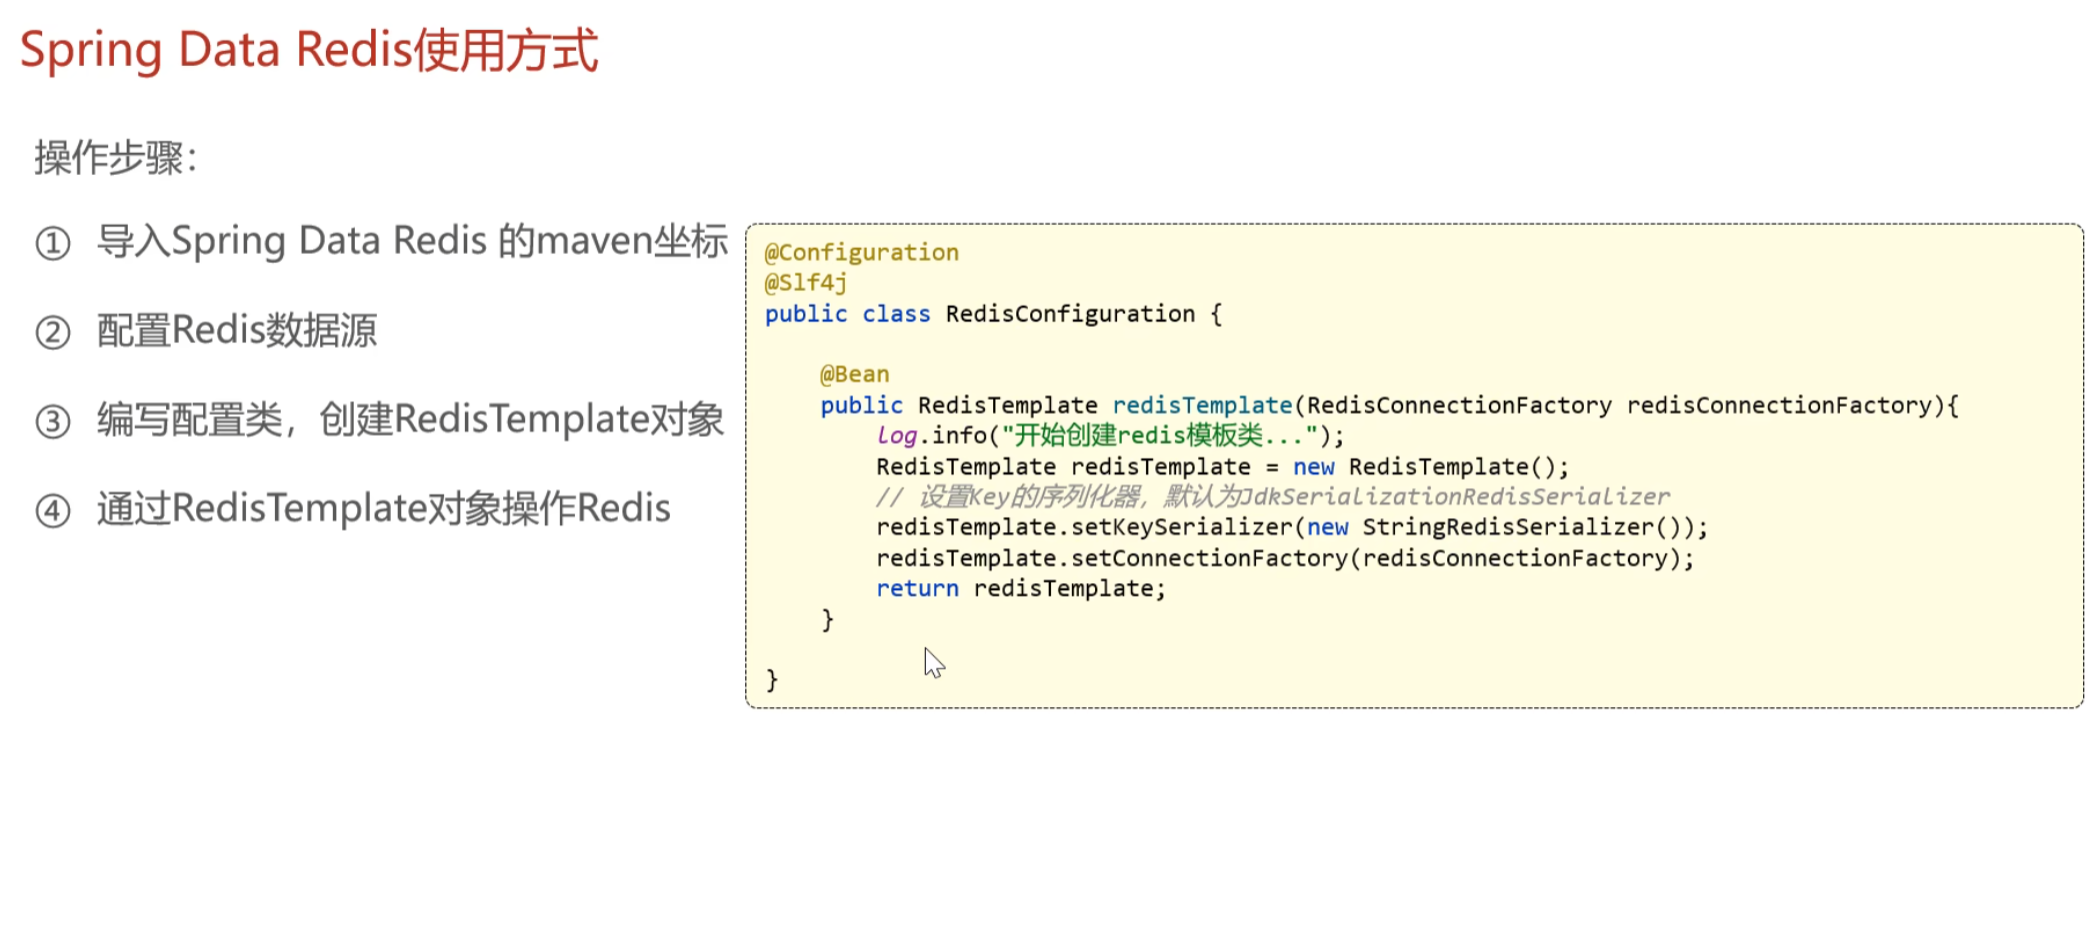 Spring Data Redis使用方式
操作步骤：
① 导入Spring Data Redis 的maven坐标
② 配置Redis数据源
③ 编写配置类，创建RedisTemplate对象
④ 通过RedisTemplate对象操作Redis
@Configuration
@Slf4j
public class RedisConfiguration {
@Bean
public RedisTemplate redisTemplate(RedisConnectionFactory redisConnectionFactory){
log.info("开始创建redis模板类...");
RedisTemplate redisTemplate = new RedisTemplate();
// 设置Key的序列化器，默认为JdkSerializationRedisSerializer
redisTemplate.setKeySerializer(new StringRedisSerializer());
redisTemplate.setConnectionFactory(redisConnectionFactory);
return redisTemplate;
}
}